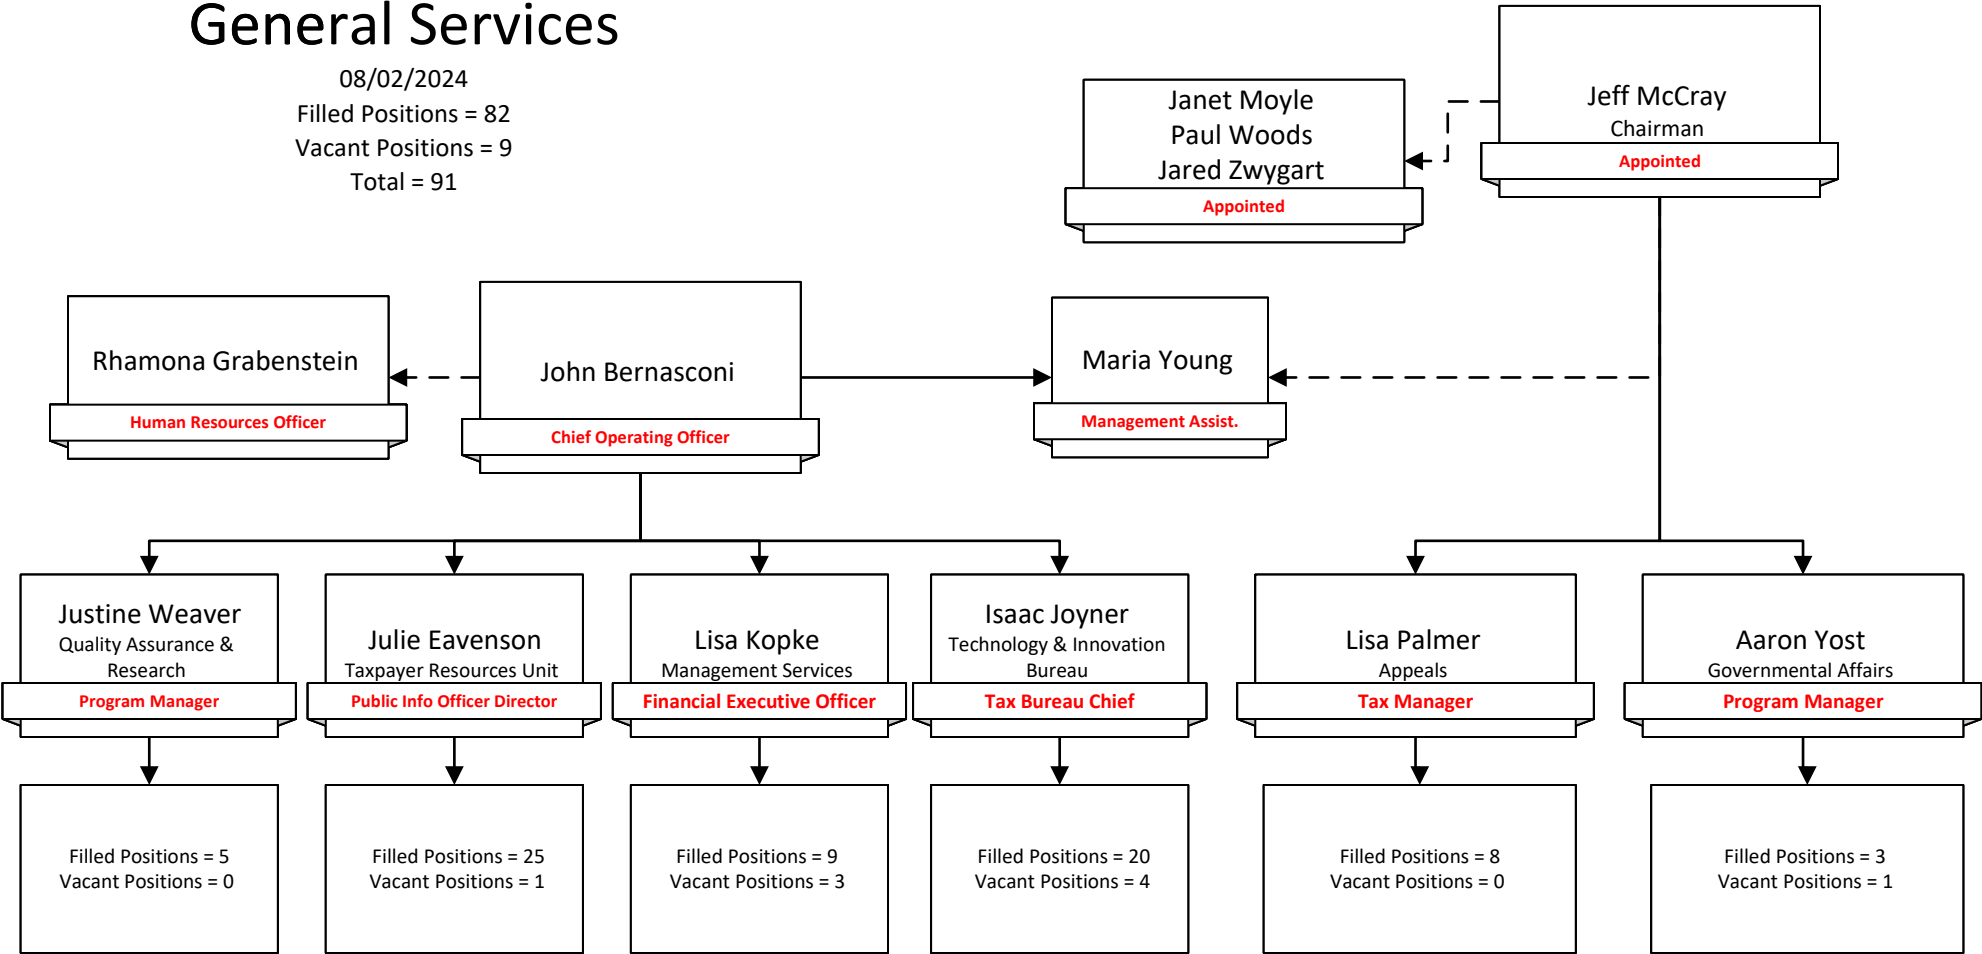 General Services
08/02/2024
Filled Positions = 82
Vacant Positions = 9
Total = 91
Janet Moyle
Paul Woods
Jared Zwygart
Appointed
Jeff McCray
Chairman
Appointed
Rhamona Grabenstein
Human Resources Officer
John Bernasconi
Chief Operating Officer
Maria Young
Management Assist.
Justine Weaver
Quality Assurance &
Research
Program Manager
Julie Eavenson
Taxpayer Resources Unit
Public Info Officer Director
Lisa Kopke
Management Services
Financial Executive Officer
Isaac Joyner
Technology & Innovation
Bureau
Tax Bureau Chief
Lisa Palmer
Appeals
Tax Manager
Aaron Yost
Governmental Affairs
Program Manager
Filled Positions = 5
Vacant Positions = 0
Filled Positions = 25
Vacant Positions = 1
Filled Positions = 9
Vacant Positions = 3
Filled Positions = 20
Vacant Positions = 4
Filled Positions = 8
Vacant Positions = 0
Filled Positions = 3
Vacant Positions = 1